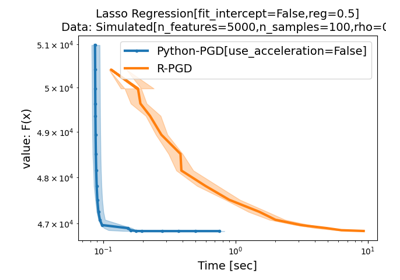 Lasso Regression[fit_intercept=False,reg=0.5]
Data: Simulated[n_features=5000,n_samples=100,rho=0
Python-PGD[use_acceleration=False]
R-PGD
value: F(x)
5.1 × 10⁴
5 × 10⁴
4.9 × 10⁴
4.8 × 10⁴
4.7 × 10⁴
10⁻¹
10⁰
10¹
Time [sec]